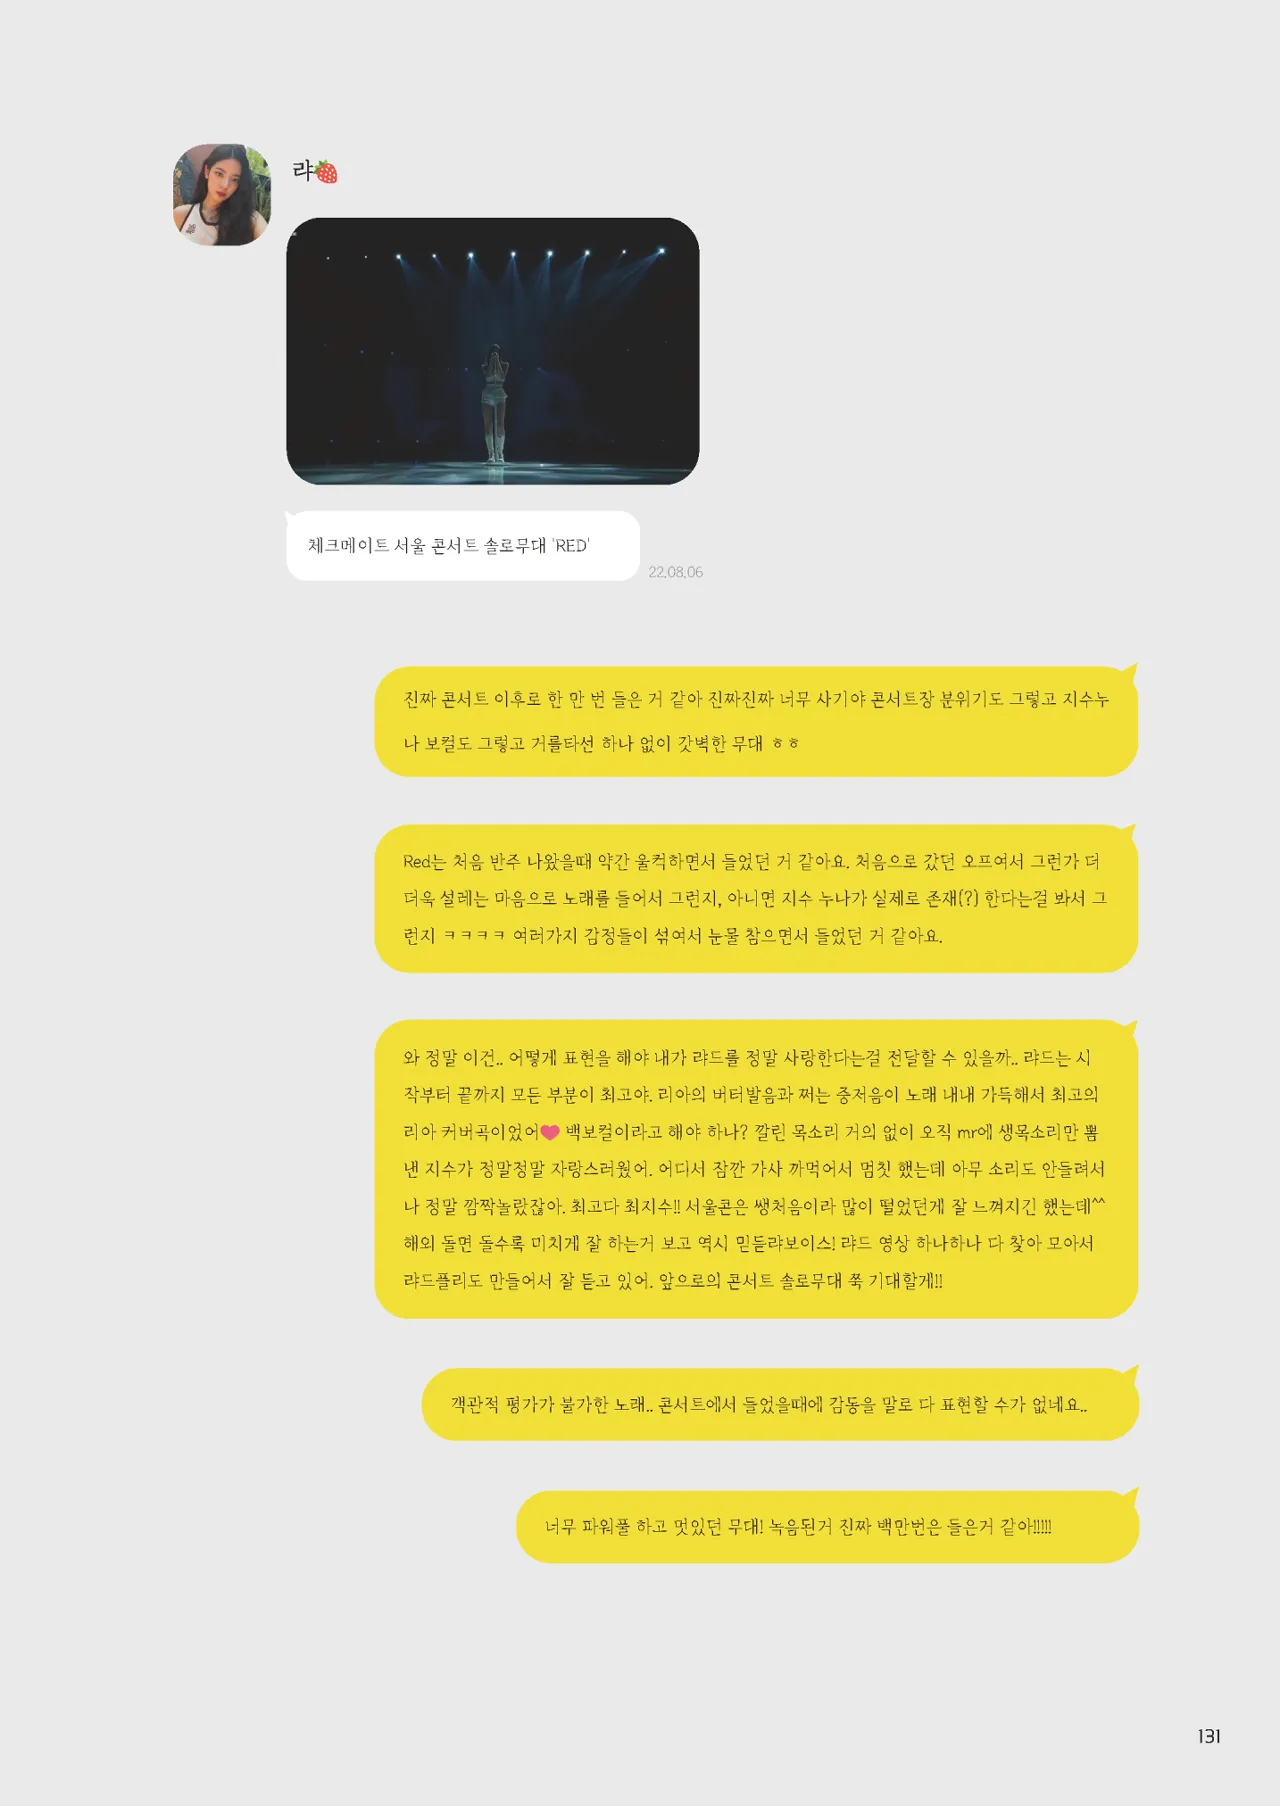 랴🍓
체크메이트 서울 콘서트 솔로무대 'RED'
22.08.06
진짜 콘서트 이후로 한 만 번 들은 거 같아 진짜진짜 너무 사기야 콘서트장 분위기도 그렇고 지수누
나 보컬도 그렇고 거를타선 하나 없이 갓벽한 무대 ㅎㅎ
Red는 처음 반주 나왔을때 약간 울컥하면서 들었던 거 같아요. 처음으로 갔던 오프여서 그런가 더
더욱 설레는 마음으로 노래를 들어서 그런지, 아니면 지수 누나가 실제로 존재(?) 한다는걸 봐서 그
런지 ㅋㅋㅋㅋ 여러가지 감정들이 섞여서 눈물 참으면서 들었던 거 같아요.
와 정말 이건.. 어떻게 표현을 해야 내가 랴드를 정말 사랑한다는걸 전달할 수 있을까.. 랴드는 시
작부터 끝까지 모든 부분이 최고야. 리아의 버터발음과 쩌는 중저음이 노래 내내 가득해서 최고의
리아 커버곡이었어❤ 백보컬이라고 해야 하나? 깔린 목소리 거의 없이 오직 mr에 생목소리만 뽐
낸 지수가 정말정말 자랑스러웠어. 어디서 잠깐 가사 까먹어서 멈칫 했는데 아무 소리도 안들려서
나 정말 깜짝놀랐잖아. 최고다 최지수!! 서울콘은 쌩처음이라 많이 떨었던게 잘 느껴지긴 했는데^^
해외 돌면 돌수록 미치게 잘 하는거 보고 역시 믿듣랴보이스! 랴드 영상 하나하나 다 찾아 모아서
랴드플리도 만들어서 잘 듣고 있어. 앞으로의 콘서트 솔로무대 쭉 기대할게!!
객관적 평가가 불가한 노래.. 콘서트에서 들었을때에 감동을 말로 다 표현할 수가 없네요..
너무 파워풀 하고 멋있던 무대! 녹음된거 진짜 백만번은 들은거 같아!!!!!
131